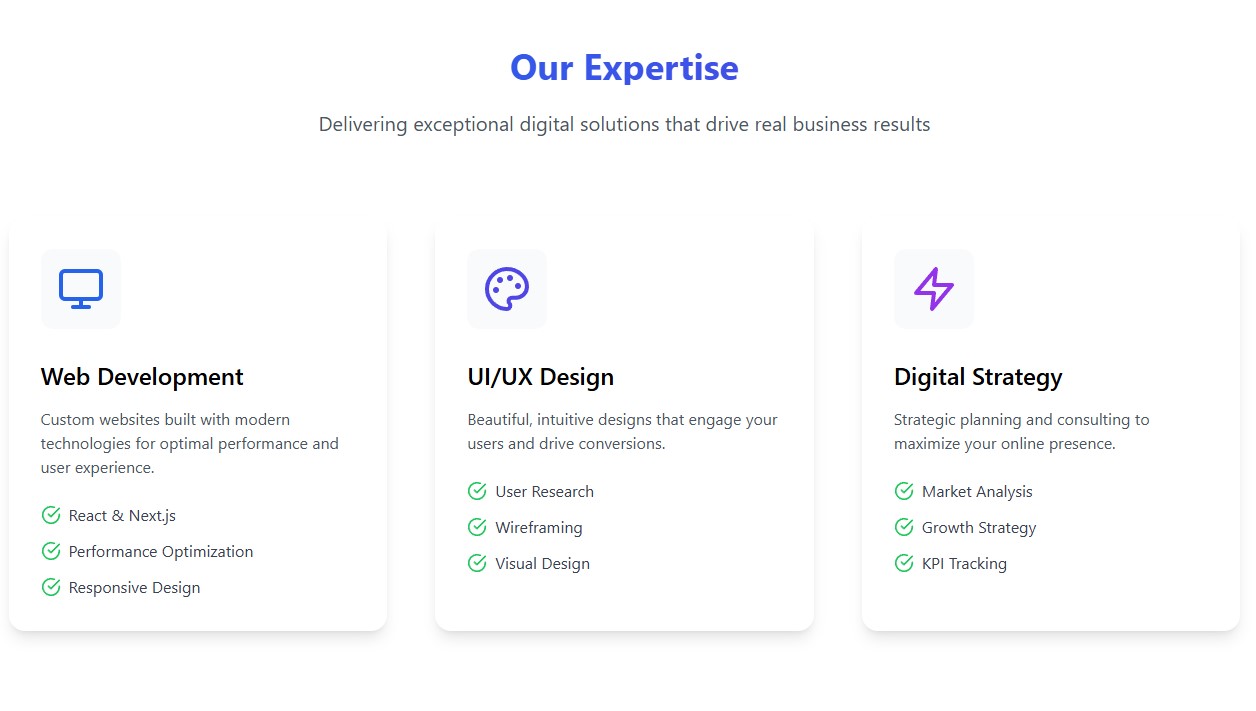 Our Expertise
Delivering exceptional digital solutions that drive real business results
Web Development
Custom websites built with modern
technologies for optimal performance and
user experience.
React & Next.js
Performance Optimization
Responsive Design
UI/UX Design
Beautiful, intuitive designs that engage your
users and drive conversions.
User Research
Wireframing
Visual Design
Digital Strategy
Strategic planning and consulting to
maximize your online presence.
Market Analysis
Growth Strategy
KPI Tracking